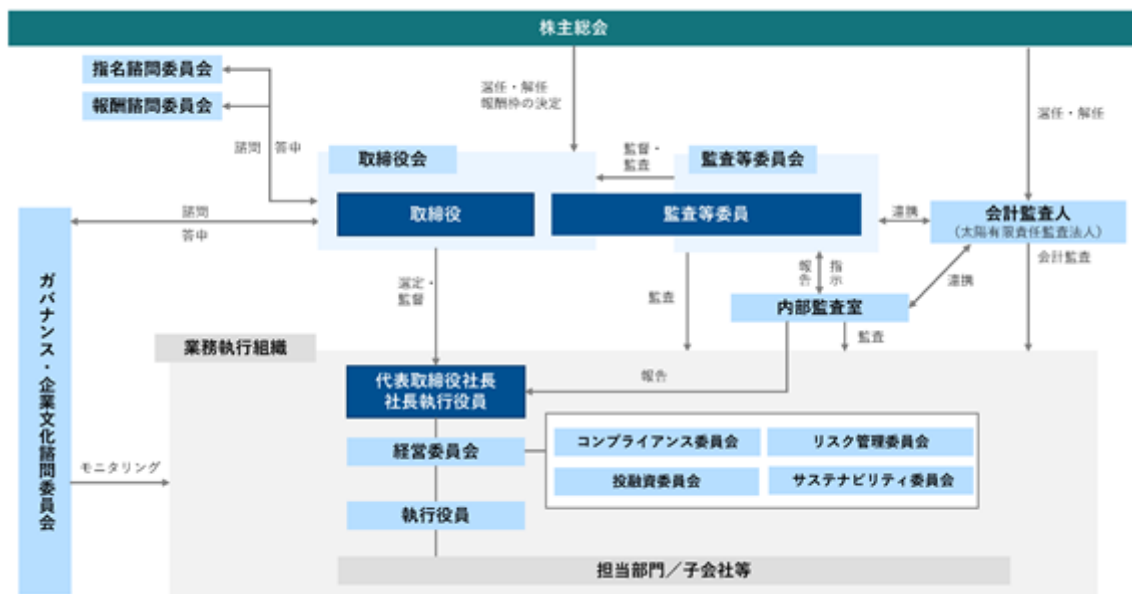 株主総会
指名諮問委員会
報酬諮問委員会
選任・解任
報酬枠の決定
選任・解任
諮問
答申
取締役会
監督・
監査
監査等委員会
取締役
監査等委員
連携
会計監査人
（太陽有限責任監査法人）
諮問
答申
ガバナンス・企業文化諮問委員会
選定・
監督
監査
報告
指示
連携
会計監査
内部監査室
監査
業務執行組織
代表取締役社長
社長執行役員
報告
経営委員会
コンプライアンス委員会
リスク管理委員会
投融資委員会
サステナビリティ委員会
モニタリング
執行役員
担当部門／子会社等